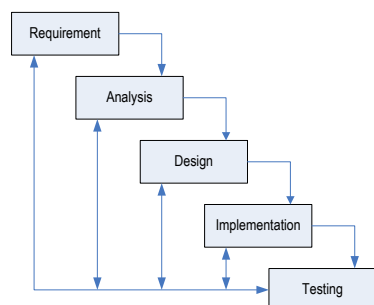 Requirement
Analysis
Design
Implementation
Testing